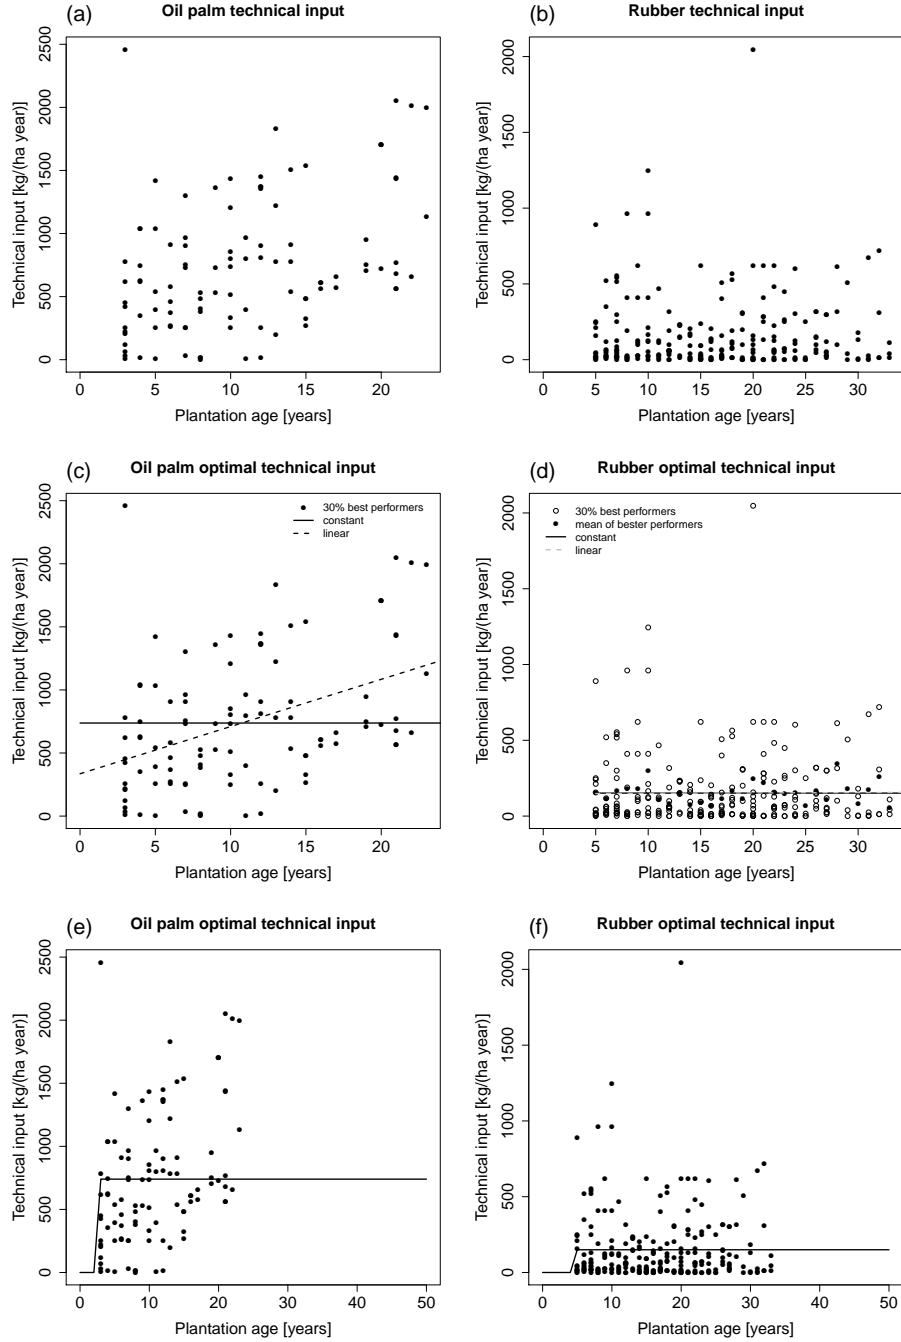 (a) Oil palm technical input
Technical input [kg/(ha year)]
2500
2000
1500
1000
500
0
0 5 10 15 20
Plantation age [years]
(b) Rubber technical input
Technical input [kg/(ha year)]
2000
1500
1000
500
0
0 5 10 15 20 25 30
Plantation age [years]
(c) Oil palm optimal technical input
30% best performers
constant
linear
Technical input [kg/(ha year)]
2500
2000
1500
1000
500
0
0 5 10 15 20
Plantation age [years]
(d) Rubber optimal technical input
30% best performers
mean of bester performers
constant
linear
Technical input [kg/(ha year)]
2000
1500
1000
500
0
0 5 10 15 20 25 30
Plantation age [years]
(e) Oil palm optimal technical input
Technical input [kg/(ha year)]
2500
2000
1500
1000
500
0
0 10 20 30 40 50
Plantation age [years]
(f) Rubber optimal technical input
Technical input [kg/(ha year)]
2000
1500
1000
500
0
0 10 20 30 40 50
Plantation age [years]